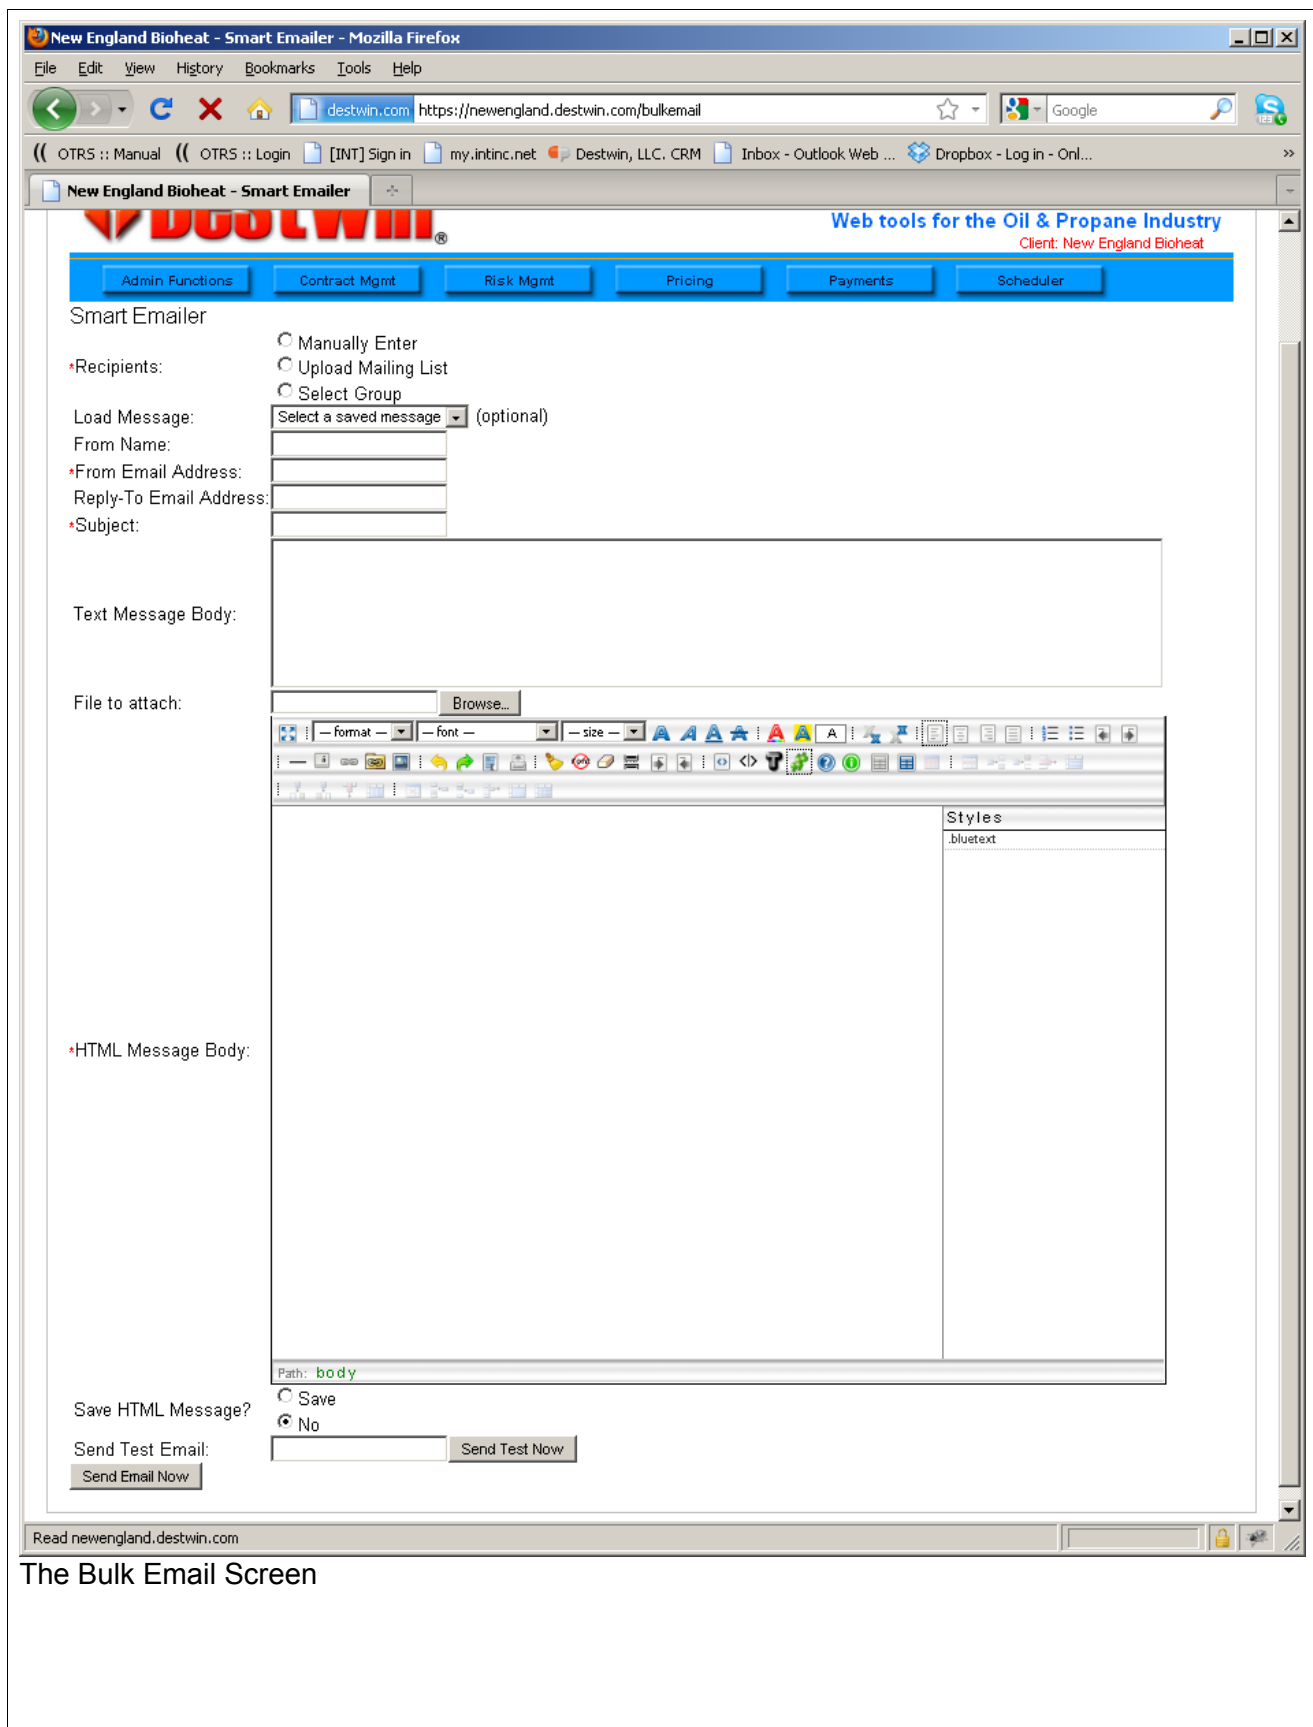 New England Bioheat - Smart Emailer - Mozilla Firefox
File Edit View History Bookmarks Tools Help
destwin.com https://newengland.destwin.com/bulkemail Google
OTRS :: Manual OTRS :: Login [INT] Sign in my.intinc.net Destwin, LLC. CRM Inbox - Outlook Web ... Dropbox - Log in - Onl... »
New England Bioheat - Smart Emailer
Destwin®
Web tools for the Oil & Propane Industry
Client: New England Bioheat
Admin Functions Contract Mgmt Risk Mgmt Pricing Payments Scheduler
Smart Emailer
Manually Enter
*Recipients: Upload Mailing List
Select Group
Load Message: Select a saved message (optional)
From Name:
*From Email Address:
Reply-To Email Address:
*Subject:
Text Message Body:
File to attach: Browse...
— format — — font — — size —
Styles
.bluetext
*HTML Message Body:
Path: body
Save
Save HTML Message?
No
Send Test Email: Send Test Now
Send Email Now
Read newengland.destwin.com
The Bulk Email Screen